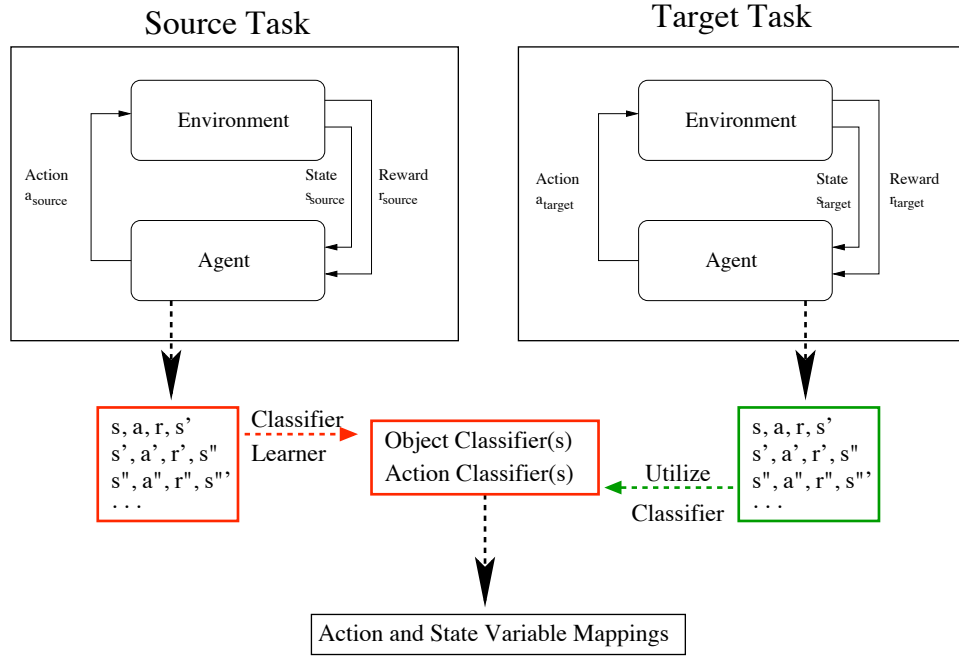 Source Task
Target Task
Environment
Action
a_source
State
s_source
Reward
r_source
Agent
Environment
Action
a_target
State
s_target
Reward
r_target
Agent
s, a, r, s’
s’, a’, r’, s"
s", a", r", s"’
. . .
Classifier
Learner
Object Classifier(s)
Action Classifier(s)
Utilize
Classifier
s, a, r, s’
s’, a’, r’, s"
s", a", r", s"’
. . .
Action and State Variable Mappings